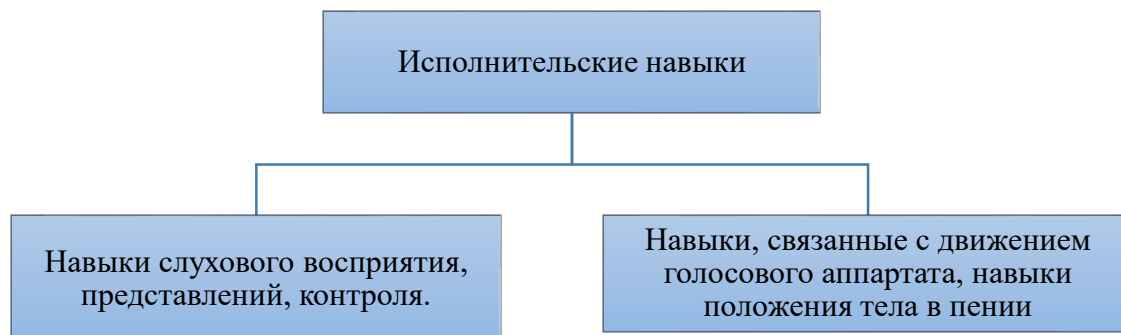 Исполнительские навыки
Навыки слухового восприятия,
представлений, контроля.
Навыки, связанные с движением
голосового аппартата, навыки
положения тела в пении